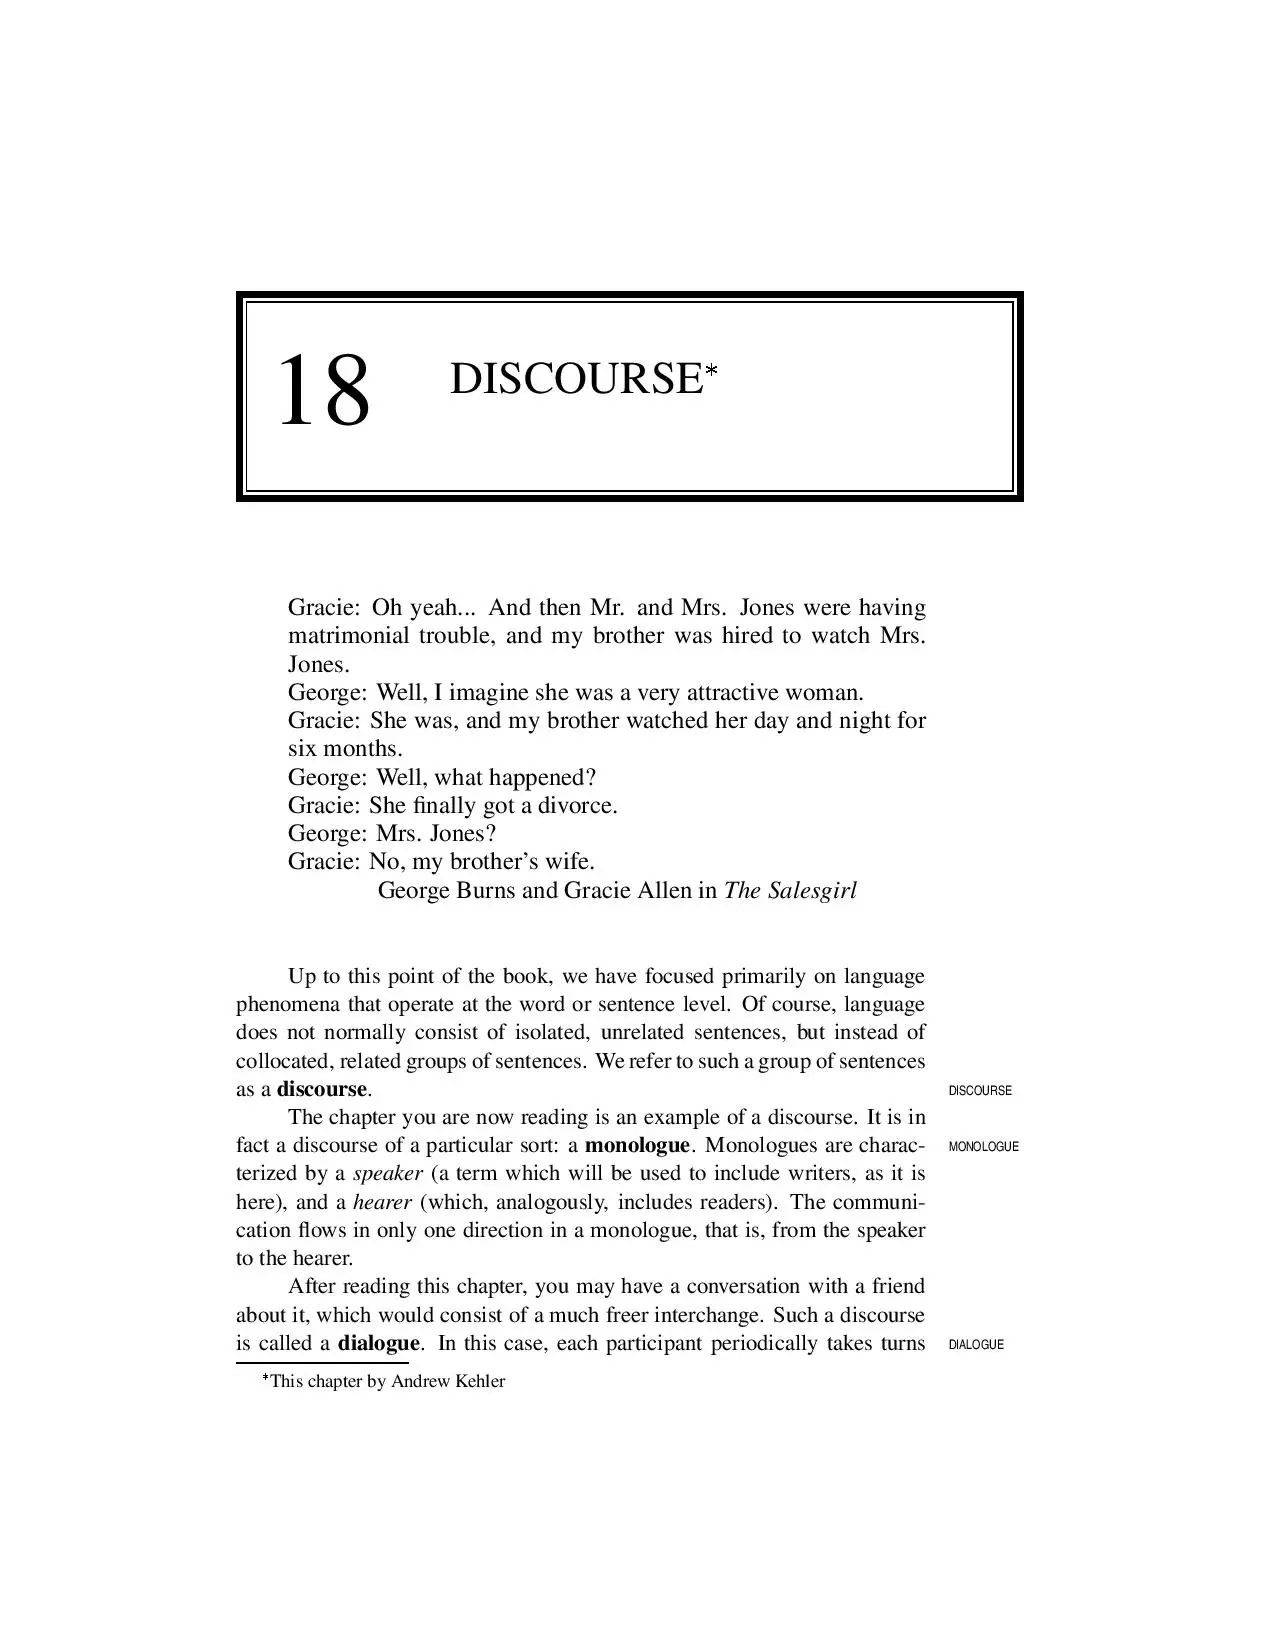 18 DISCOURSE*
Gracie: Oh yeah... And then Mr. and Mrs. Jones were having
matrimonial trouble, and my brother was hired to watch Mrs.
Jones.
George: Well, I imagine she was a very attractive woman.
Gracie: She was, and my brother watched her day and night for
six months.
George: Well, what happened?
Gracie: She finally got a divorce.
George: Mrs. Jones?
Gracie: No, my brother's wife.
George Burns and Gracie Allen in The Salesgirl
Up to this point of the book, we have focused primarily on language
phenomena that operate at the word or sentence level. Of course, language
does not normally consist of isolated, unrelated sentences, but instead of
collocated, related groups of sentences. We refer to such a group of sentences
as a discourse. DISCOURSE
The chapter you are now reading is an example of a discourse. It is in
fact a discourse of a particular sort: a monologue. Monologues are charac- MONOLOGUE
terized by a speaker (a term which will be used to include writers, as it is
here), and a hearer (which, analogously, includes readers). The communi-
cation flows in only one direction in a monologue, that is, from the speaker
to the hearer.
After reading this chapter, you may have a conversation with a friend
about it, which would consist of a much freer interchange. Such a discourse
is called a dialogue. In this case, each participant periodically takes turns DIALOGUE
*This chapter by Andrew Kehler